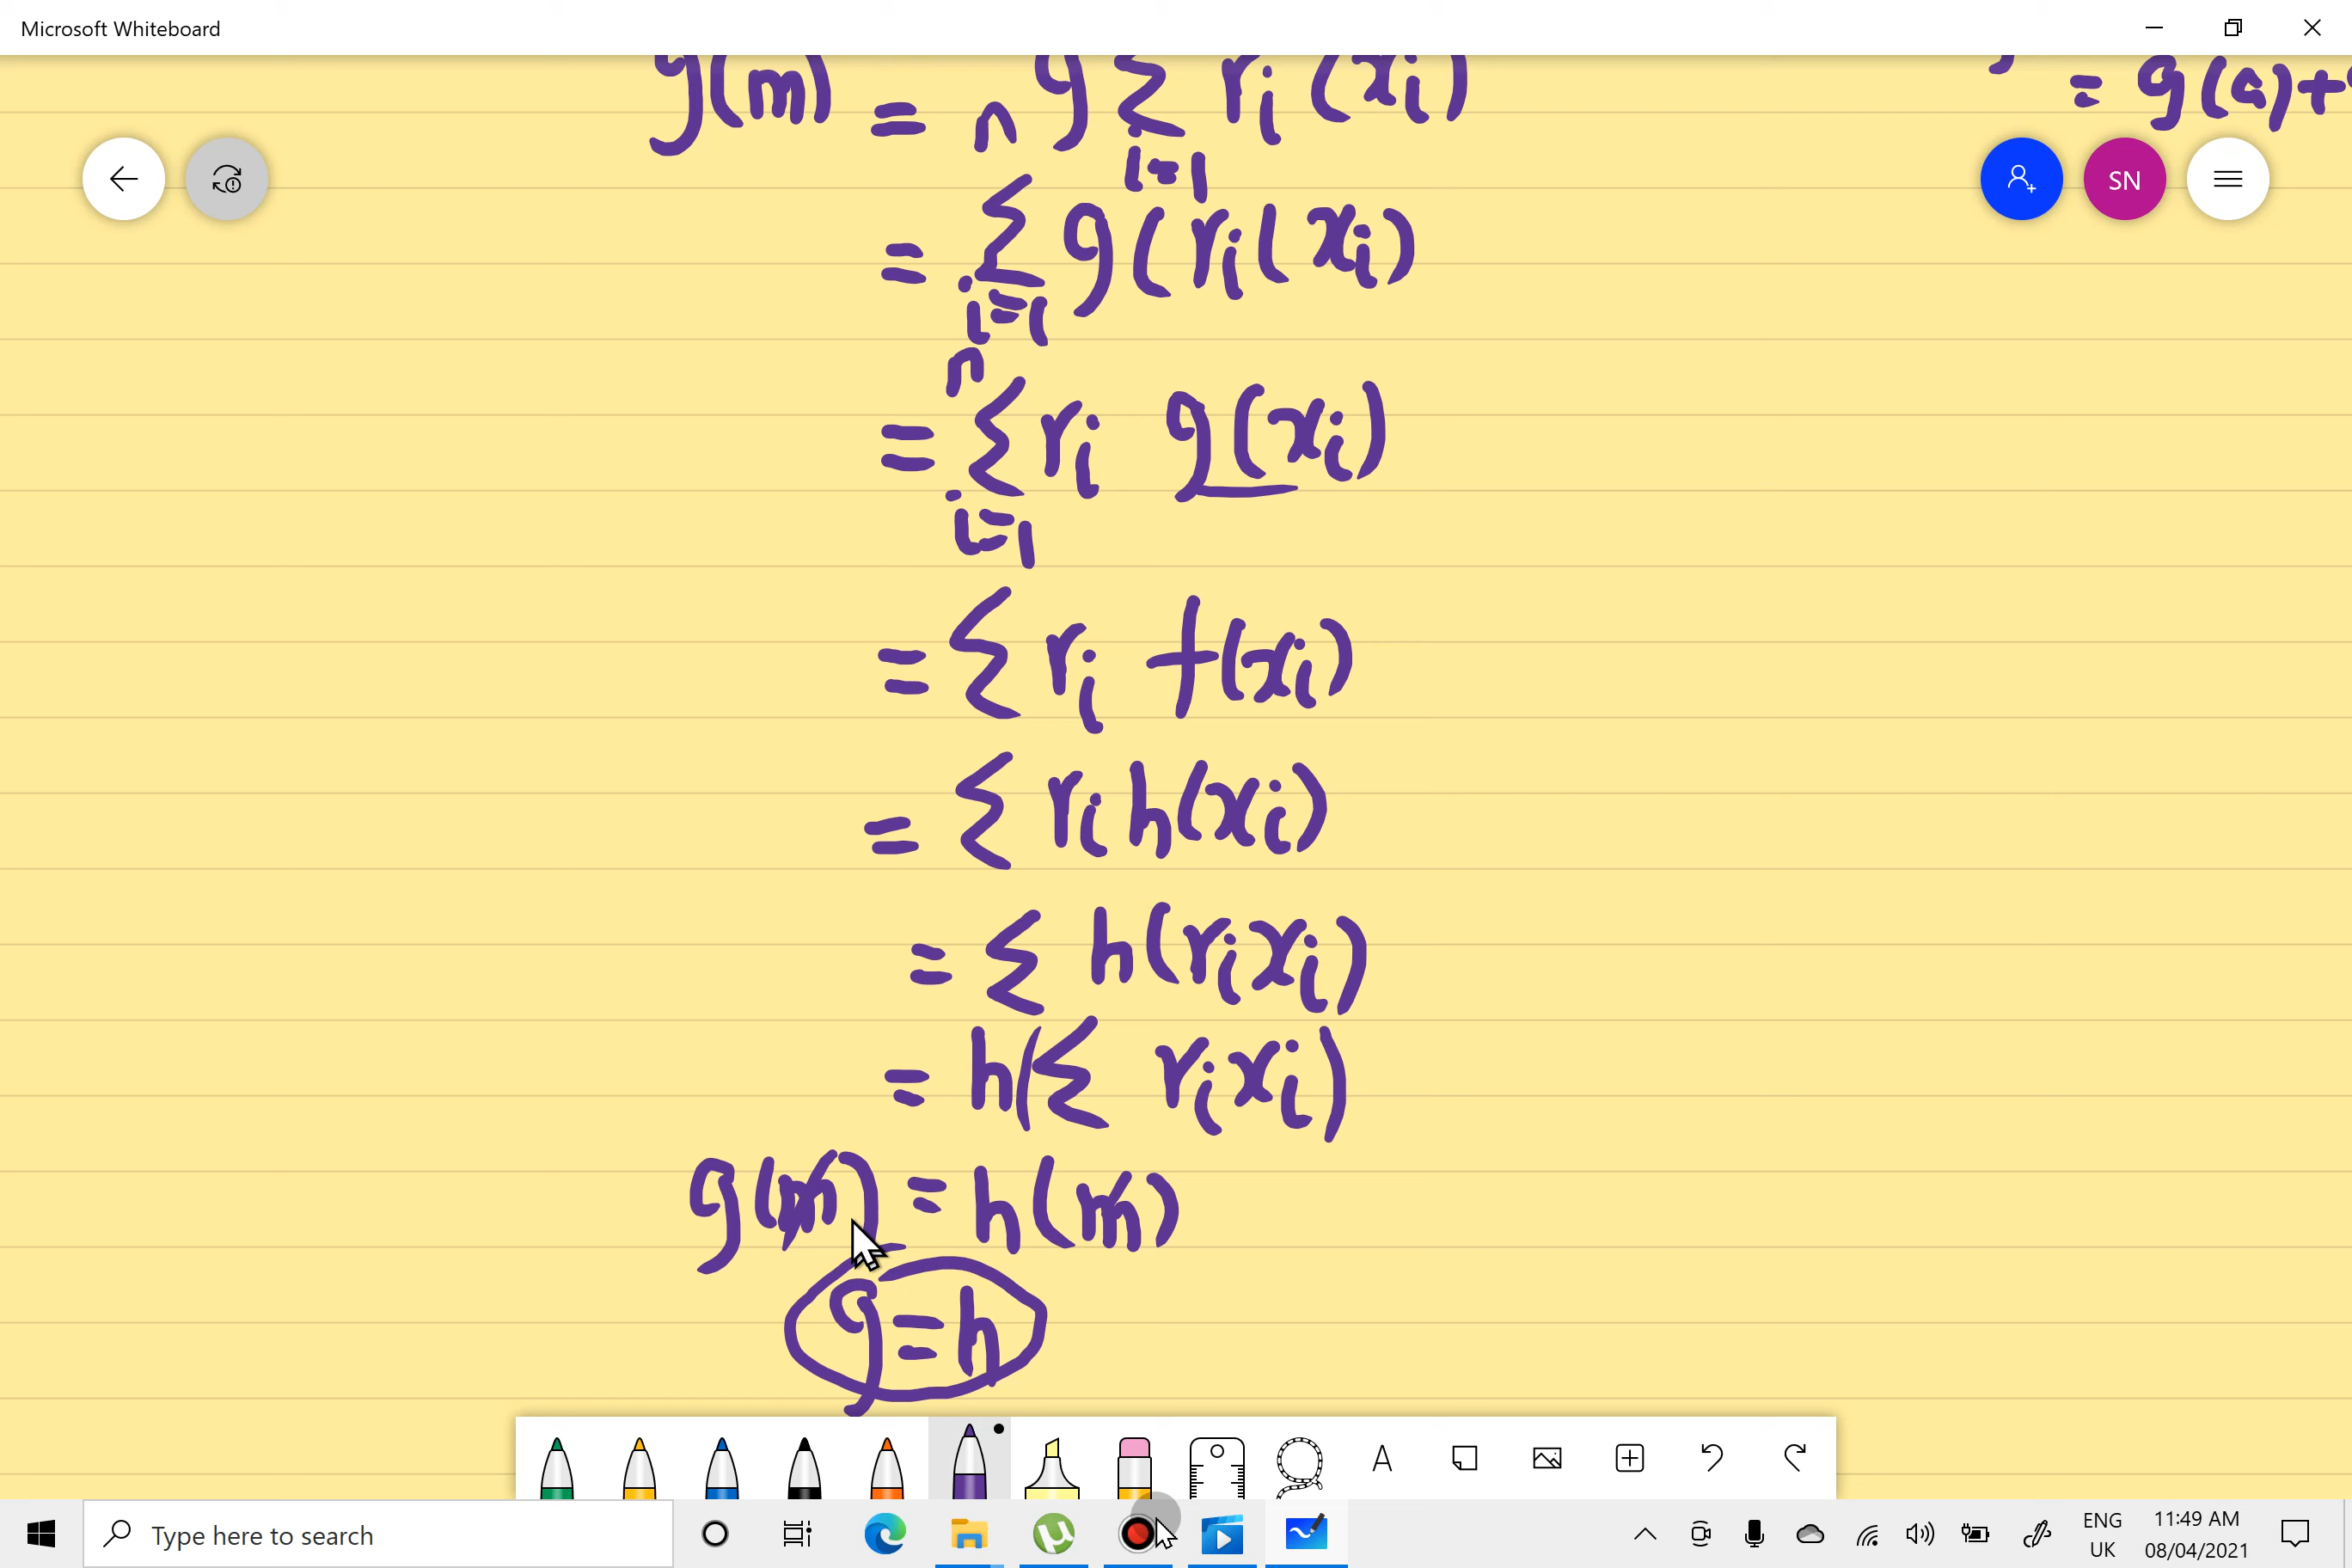 Microsoft Whiteboard
g(m) = g Σ rᵢ (xᵢ)
i=1
= g(a)+
SN
n
= Σ g(rᵢ(xᵢ)
i=1
n
= Σ rᵢ g(xᵢ)
i=1
= Σ rᵢ f(xᵢ)
= Σ rᵢ h(xᵢ)
= Σ h(rᵢxᵢ)
= h(Σ rᵢxᵢ)
g(m) = h(m)
g=h
A
Type here to search
ENG
UK
11:49 AM
08/04/2021